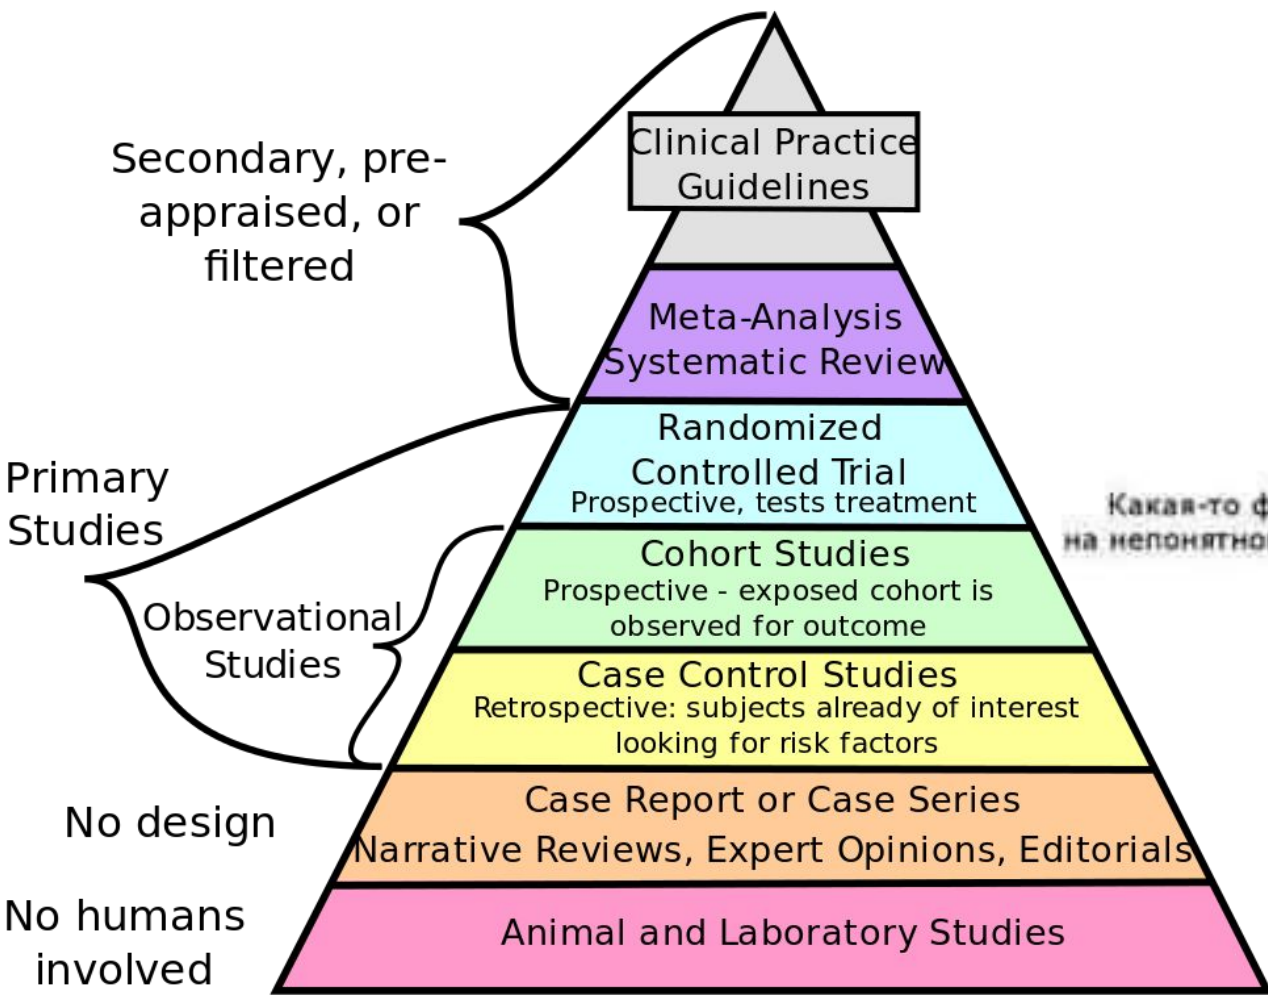 Clinical Practice
Guidelines
Secondary, pre-
appraised, or
filtered
Meta-Analysis
Systematic Review
Randomized
Controlled Trial
Prospective, tests treatment
Primary
Studies
Какая-то
на
Cohort Studies
Prospective - exposed cohort is
observed for outcome
Observational
Studies
Case Control Studies
Retrospective: subjects already of interest
looking for risk factors
No design
Case Report or Case Series
Narrative Reviews, Expert Opinions, Editorials
No humans
involved
Animal and Laboratory Studies